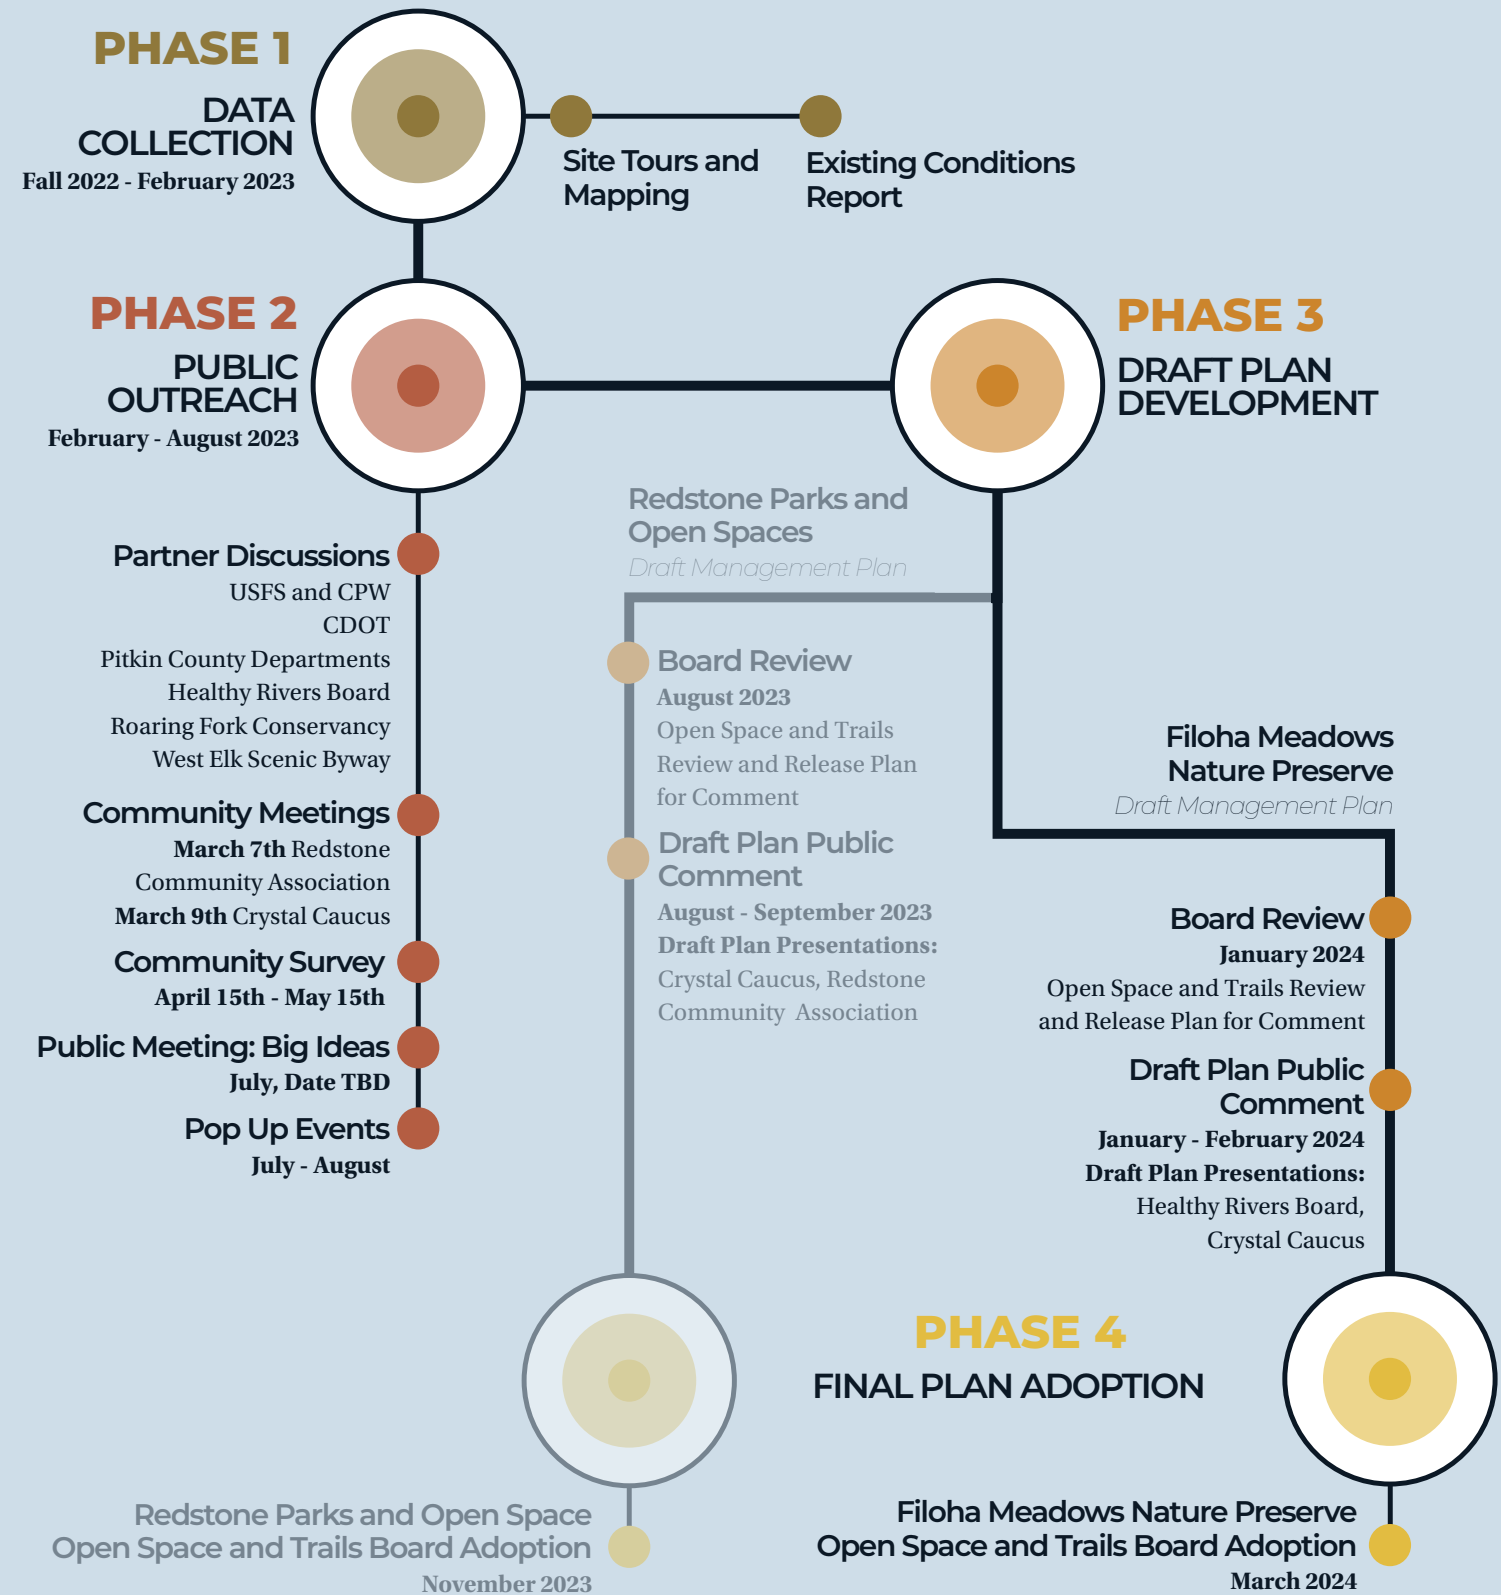 PHASE 1
DATA
COLLECTION
Fall 2022 - February 2023
Site Tours and
Mapping
Existing Conditions
Report
PHASE 2
PUBLIC
OUTREACH
February - August 2023
Partner Discussions
USFS and CPW
CDOT
Pitkin County Departments
Healthy Rivers Board
Roaring Fork Conservancy
West Elk Scenic Byway
Community Meetings
March 7th Redstone
Community Association
March 9th Crystal Caucus
Community Survey
April 15th - May 15th
Public Meeting: Big Ideas
July, Date TBD
Pop Up Events
July - August
PHASE 3
DRAFT PLAN
DEVELOPMENT
Redstone Parks and
Open Spaces
Draft Management Plan
Board Review
August 2023
Open Space and Trails
Review and Release Plan
for Comment
Draft Plan Public
Comment
August - September 2023
Draft Plan Presentations:
Crystal Caucus, Redstone
Community Association
Filoha Meadows
Nature Preserve
Draft Management Plan
Board Review
January 2024
Open Space and Trails Review
and Release Plan for Comment
Draft Plan Public
Comment
January - February 2024
Draft Plan Presentations:
Healthy Rivers Board,
Crystal Caucus
PHASE 4
FINAL PLAN ADOPTION
Redstone Parks and Open Space
Open Space and Trails Board Adoption
November 2023
Filoha Meadows Nature Preserve
Open Space and Trails Board Adoption
March 2024